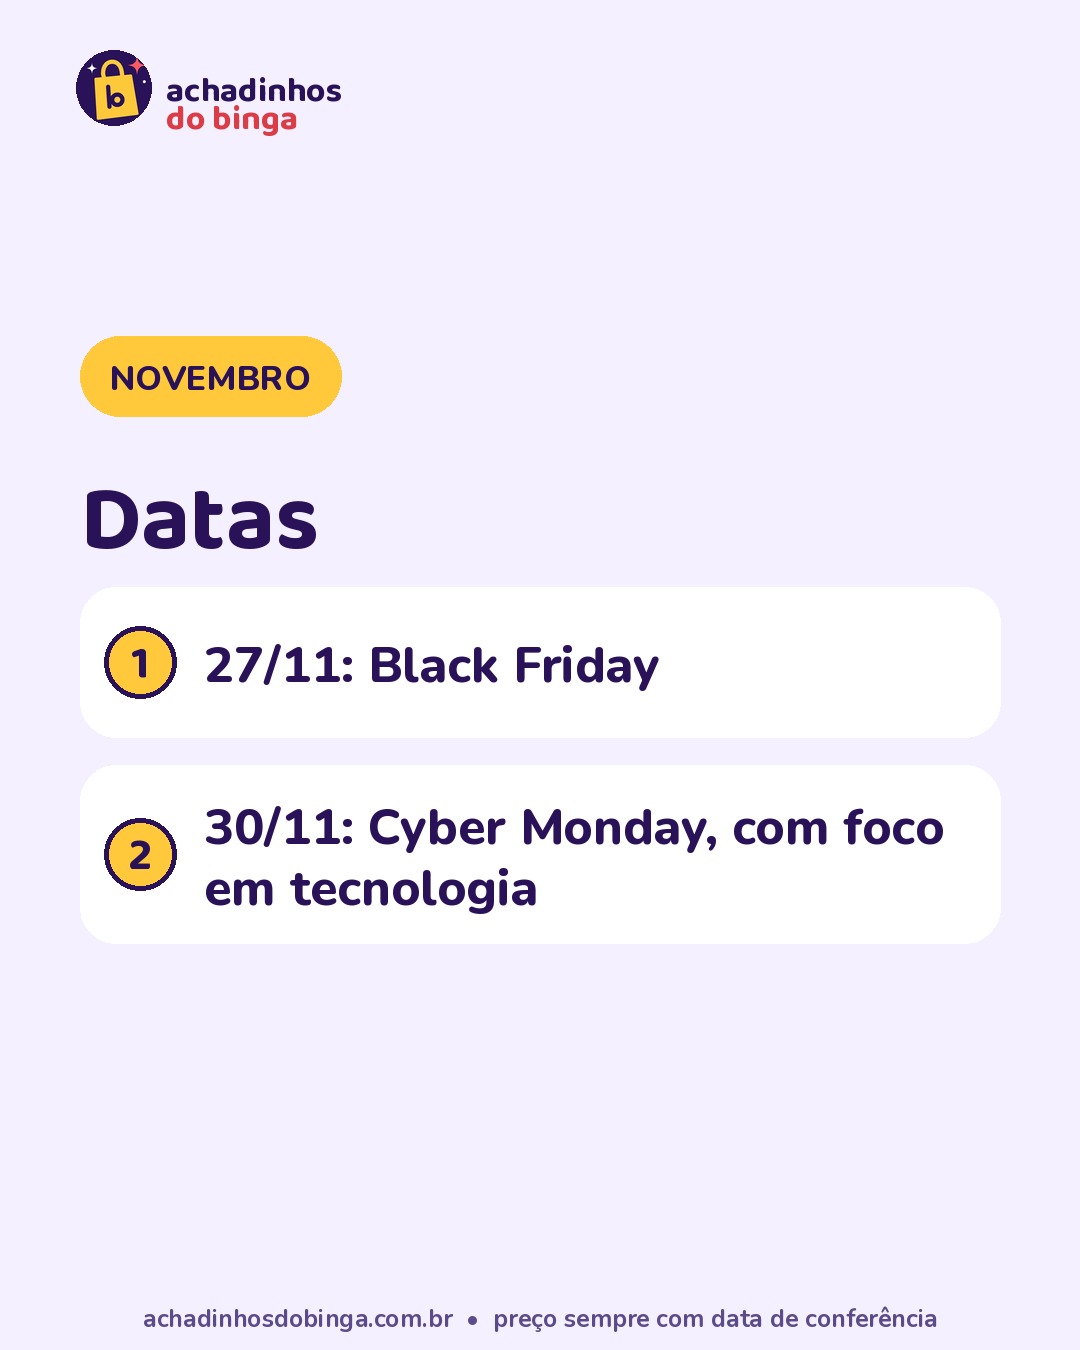 b
achadinhos
do binga
NOVEMBRO
Datas
1
27/11: Black Friday
2
30/11: Cyber Monday, com foco
em tecnologia
achadinhosdobinga.com.br • preço sempre com data de conferência